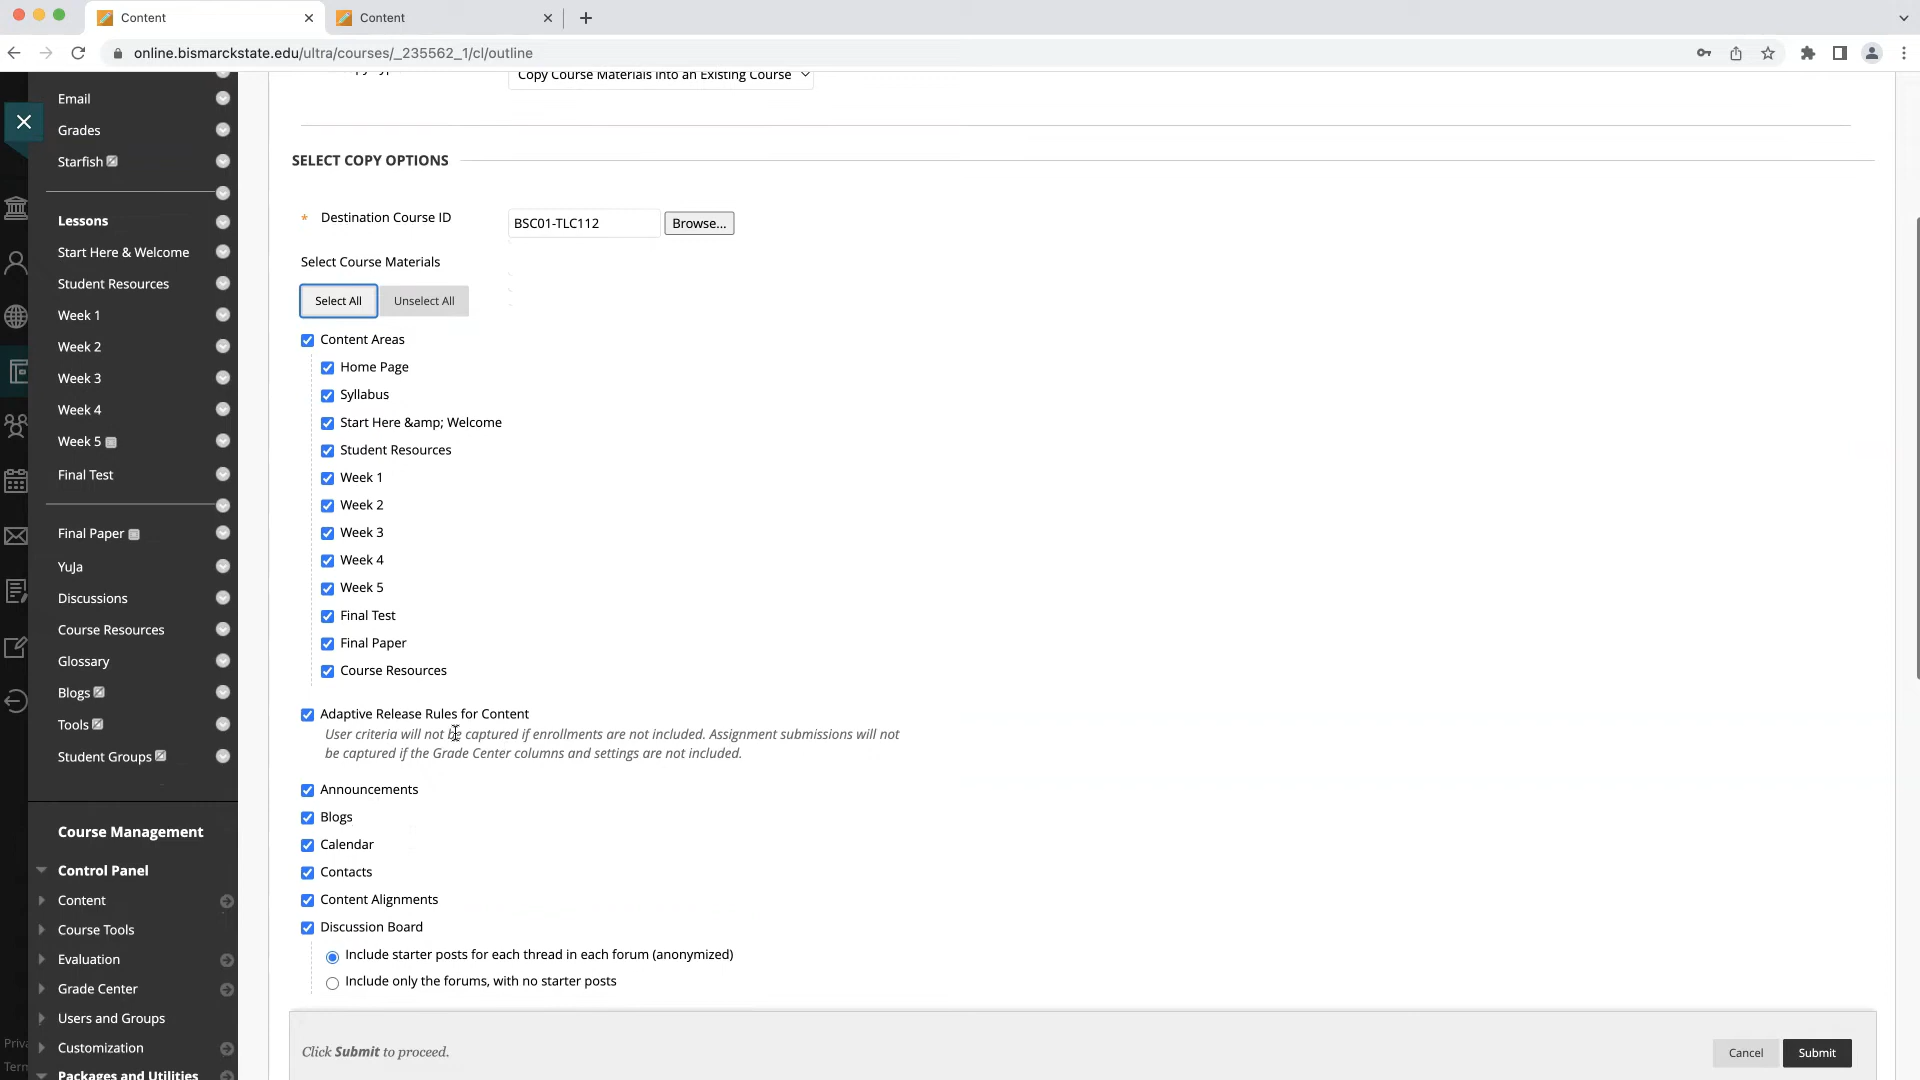 Content
Content
online.bismarckstate.edu/ultra/courses/_235562_1/cl/outline
Copy Course Materials into an Existing Course
Email
Grades
Starfish
Lessons
Start Here & Welcome
Student Resources
Week 1
Week 2
Week 3
Week 4
Week 5
Final Test
Final Paper
YuJa
Discussions
Course Resources
Glossary
Blogs
Tools
Student Groups
Course Management
Control Panel
Content
Course Tools
Evaluation
Grade Center
Users and Groups
Customization
Packages and Utilities
SELECT COPY OPTIONS
* Destination Course ID BSC01-TLC112 Browse...
Select Course Materials
Select All Unselect All
Content Areas
Home Page
Syllabus
Start Here &amp; Welcome
Student Resources
Week 1
Week 2
Week 3
Week 4
Week 5
Final Test
Final Paper
Course Resources
Adaptive Release Rules for Content
User criteria will not be captured if enrollments are not included. Assignment submissions will not
be captured if the Grade Center columns and settings are not included.
Announcements
Blogs
Calendar
Contacts
Content Alignments
Discussion Board
Include starter posts for each thread in each forum (anonymized)
Include only the forums, with no starter posts
Click Submit to proceed.
Cancel Submit